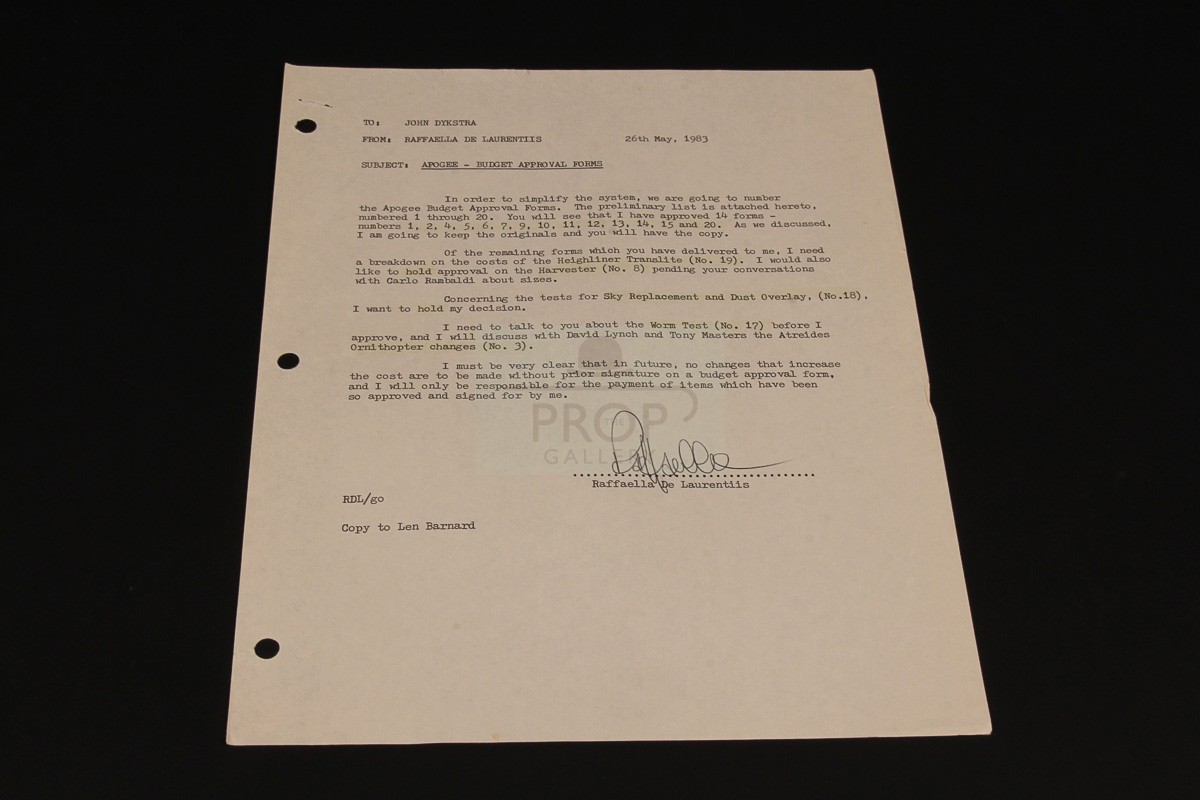 TO: JOHN DYKSTRA
FROM: RAFFAELLA DE LAURENTIIS 26th May, 1983
SUBJECT: APOGEE - BUDGET APPROVAL FORMS
In order to simplify the system, we are going to number
the Apogee Budget Approval Forms. The preliminary list is attached hereto,
numbered 1 through 20. You will see that I have approved 14 forms -
numbers 1, 2, 4, 5, 6, 7, 9, 10, 11, 12, 13, 14, 15 and 20. As we discussed,
I am going to keep the originals and you will have the copy.
Of the remaining forms which you have delivered to me, I need
a breakdown on the costs of the Heighliner Translite (No. 19). I would also
like to hold approval on the Harvester (No. 8) pending your conversations
with Carlo Rambaldi about sizes.
Concerning the tests for Sky Replacement and Dust Overlay, (No.18),
I want to hold my decision.
I need to talk to you about the Worm Test (No. 17) before I
approve, and I will discuss with David Lynch and Tony Masters the Atreides
Ornithopter changes (No. 3).
I must be very clear that in future, no changes that increase
the cost are to be made without prior signature on a budget approval form,
and I will only be responsible for the payment of items which have been
so approved and signed for by me.
THE
PROP
GALLERY
Raffaella
Raffaella De Laurentiis
RDL/go
Copy to Len Barnard